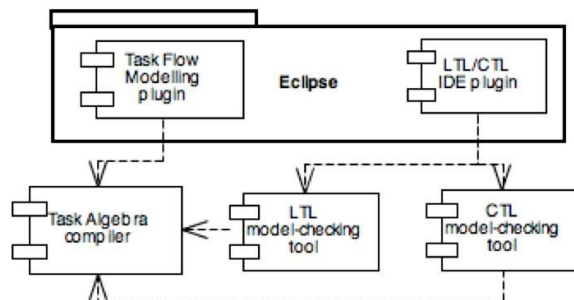 Task Flow
Modelling
plugin
Eclipse
LTL/CTL
IDE plugin
Task Algebra
compiler
LTL
model-checking
tool
CTL
model-checking
tool